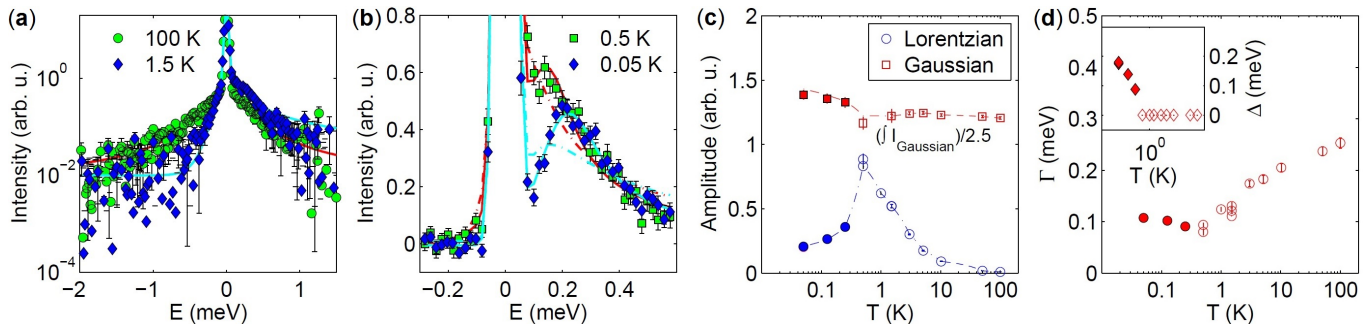 (a)
Intensity (arb. u.)
10^0
10^-2
10^-4
100 K
1.5 K
−2 −1 0 1
E (meV)
(b)
Intensity (arb. u.)
0.8
0.6
0.4
0.2
0
0.5 K
0.05 K
−0.2 0 0.2 0.4
E (meV)
(c)
Amplitude (arb. u.)
2
1.5
1
0.5
0
Lorentzian
Gaussian
(∫ I_Gaussian)/2.5
0.1 1 10 100
T (K)
(d)
Γ (meV)
0.5
0.4
0.3
0.2
0.1
0
0.2
0.1
0
Δ (meV)
10^0
T (K)
0.1 1 10 100
T (K)